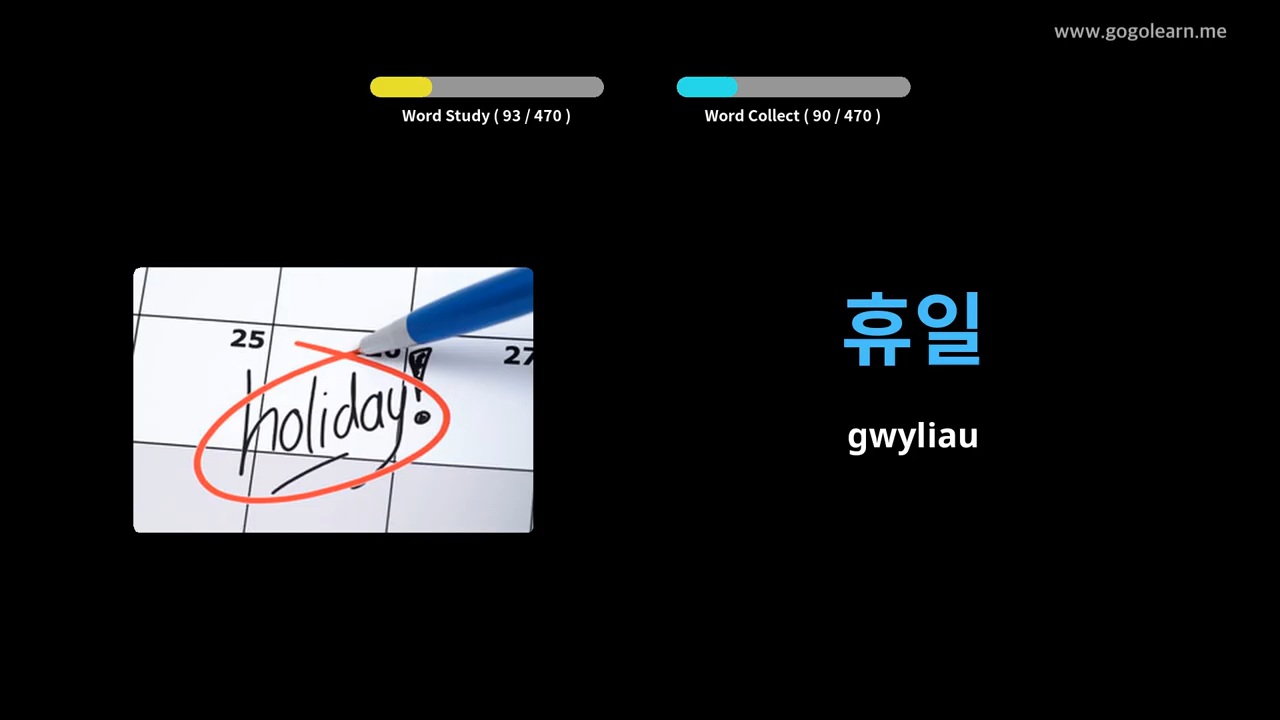 www.gogolearn.me
Word Study ( 93 / 470 )
Word Collect ( 90 / 470 )
25
27
holiday!
휴일
gwyliau